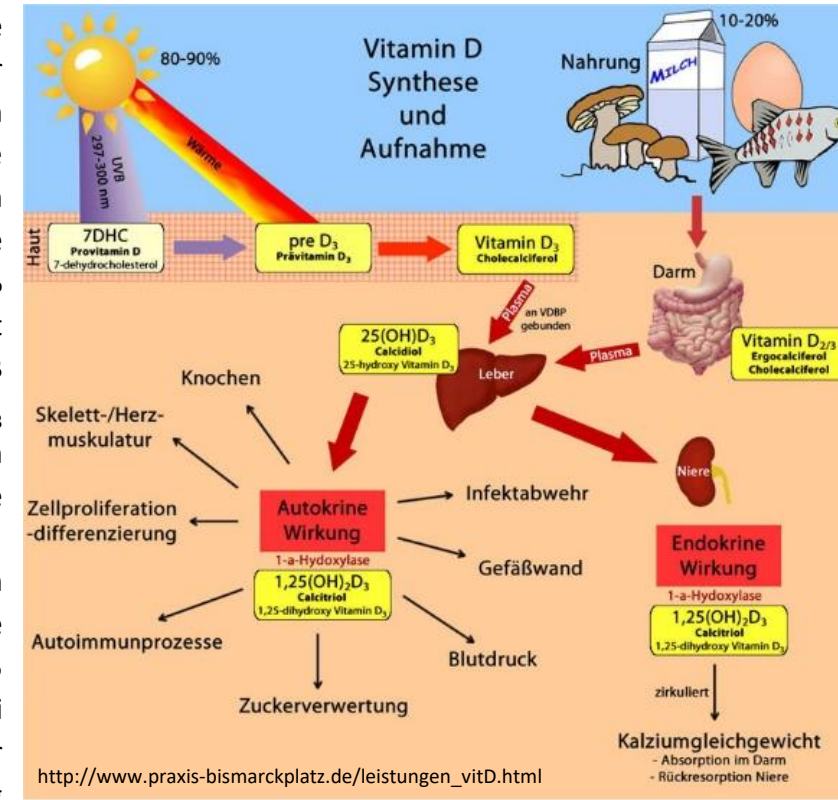 80-90%
UVB
297-300 nm
Wärme
Vitamin D
Synthese
und
Aufnahme
10-20%
Nahrung
MILCH
Haut
7DHC
Provitamin D
7-dehydrocholesterol
pre D₃
Prävitamin D₃
Vitamin D₃
Cholecalciferol
Plasma
an VDBP
gebunden
Darm
Vitamin D₂/₃
Ergocalciferol
Cholecalciferol
Plasma
25(OH)D₃
Calcidiol
25-hydroxy Vitamin D₃
Leber
Niere
Knochen
Skelett-/Herz-
muskulatur
Zellproliferation
-differenzierung
Autoimmunprozesse
Zuckerverwertung
Blutdruck
Gefäßwand
Infektabwehr
Autokrine
Wirkung
1-a-Hydoxylase
1,25(OH)₂D₃
Calcitriol
1,25-dihydroxy Vitamin D₃
Endokrine
Wirkung
1-a-Hydoxylase
1,25(OH)₂D₃
Calcitriol
1,25-dihydroxy Vitamin D₃
zirkuliert
Kalziumgleichgewicht
- Absorption im Darm
- Rückresorption Niere
http://www.praxis-bismarckplatz.de/leistungen_vitD.html